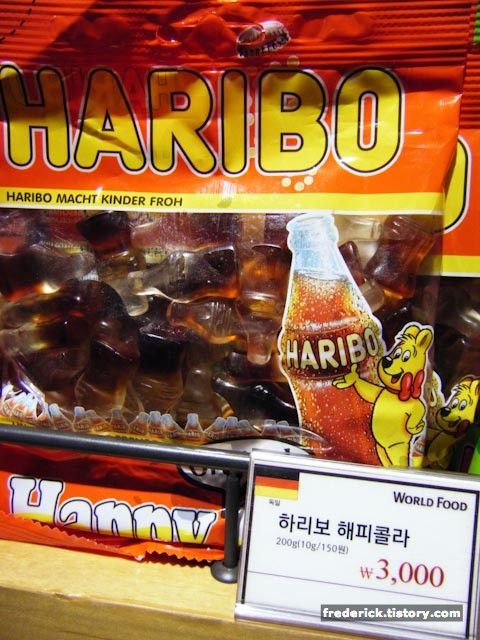 HARIBO
HARIBO MACHT KINDER FROH
HARIBO
Happy
WORLD FOOD
독일
하리보 해피콜라
200g(10g/150원)
₩3,000
frederick.tistory.com